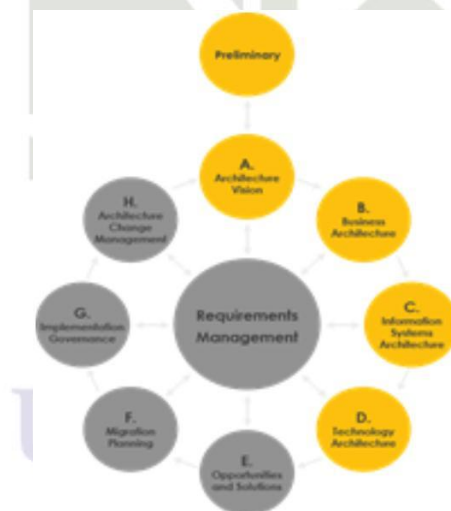 Preliminary
A.
Architecture
Vision
H.
Architecture
Change
Management
B.
Business
Architecture
G.
Implementation
Governance
Requirements
Management
C.
Information
Systems
Architecture
F.
Migration
Planning
D.
Technology
Architecture
E.
Opportunities
and Solutions